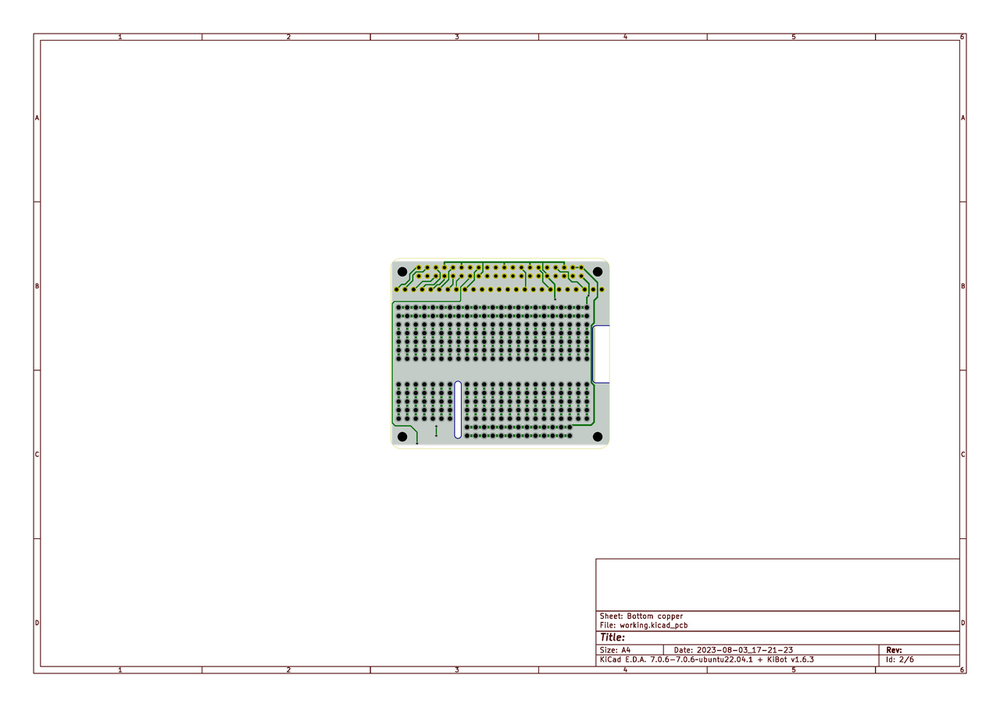 1 2 3 4 5 6
A A
B B
C C
D D
Sheet: Bottom copper
File: working.kicad_pcb
Title:
Size: A4 Date: 2023-08-03_17-21-23 Rev:
KiCad E.D.A. 7.0.6-7.0.6-ubuntu22.04.1 + KiBot v1.6.3 Id: 2/6
1 2 3 4 5 6